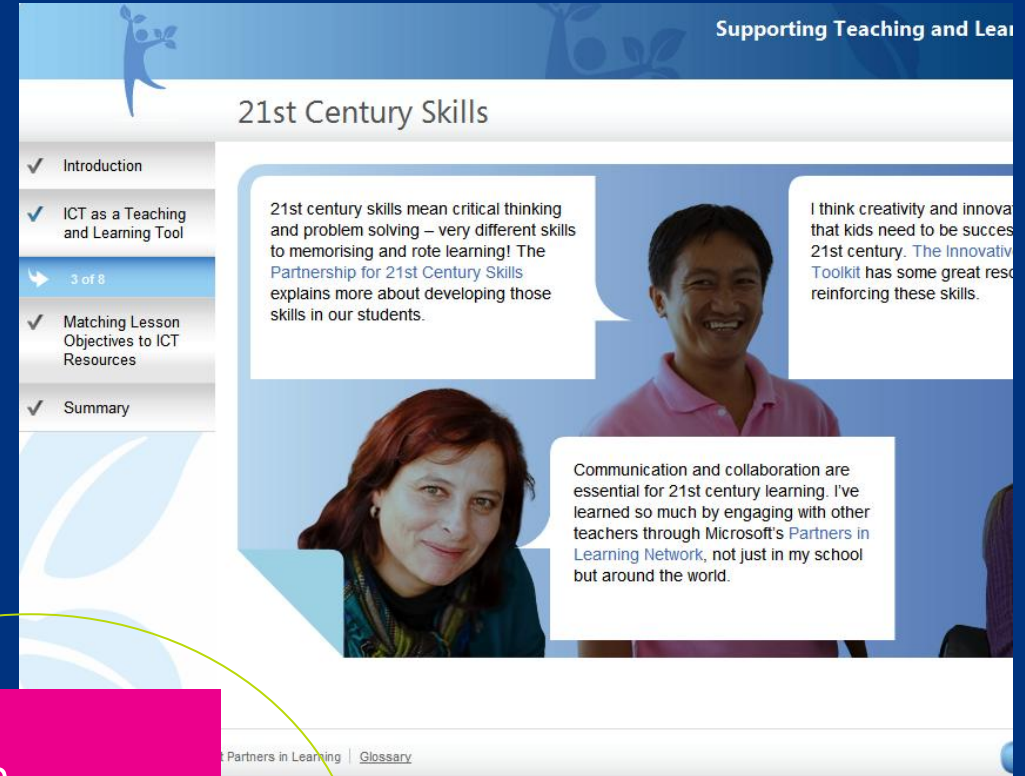 Supporting Teaching and
21st Century Skills
Introduction
ICT as a Teaching
and Learning Tool
3 of 8
Matching Lesson
Objectives to ICT
Resources
Summary
21st century skills mean critical thinking
and problem solving – very different skills
to memorising and rote learning! The
Partnership for 21st Century Skills
explains more about developing those
skills in our students.
I think creativity and
that kids need to be
21st century. The
Toolkit has some great
reinforcing these skills.
Communication and collaboration are
essential for 21st century learning. I've
learned so much by engaging with other
teachers through Microsoft's Partners in
Learning Network, not just in my school
but around the world.
Partners in Learning | Glossary